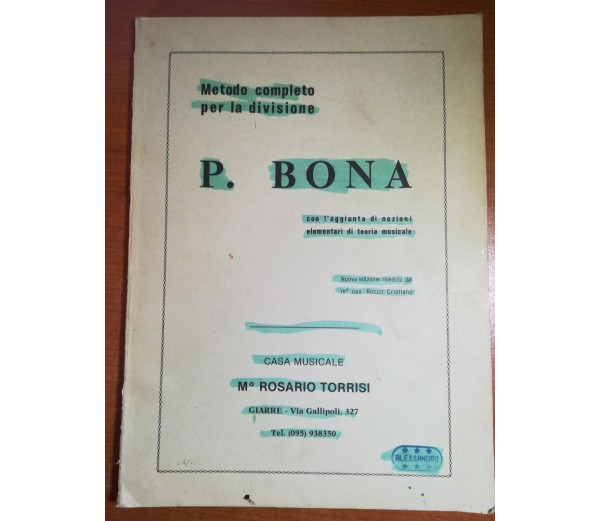 Metodo completo
per la divisione
P. BONA
con l'aggiunta di nozioni
elementari di teoria musicale
Nuova edizione riveduta dal
m° cav. Rocco Cristiano
CASA MUSICALE
M° ROSARIO TORRISI
GIARRE - Via Gallipoli, 327
Tel. (095) 938350
ALESSANDRO